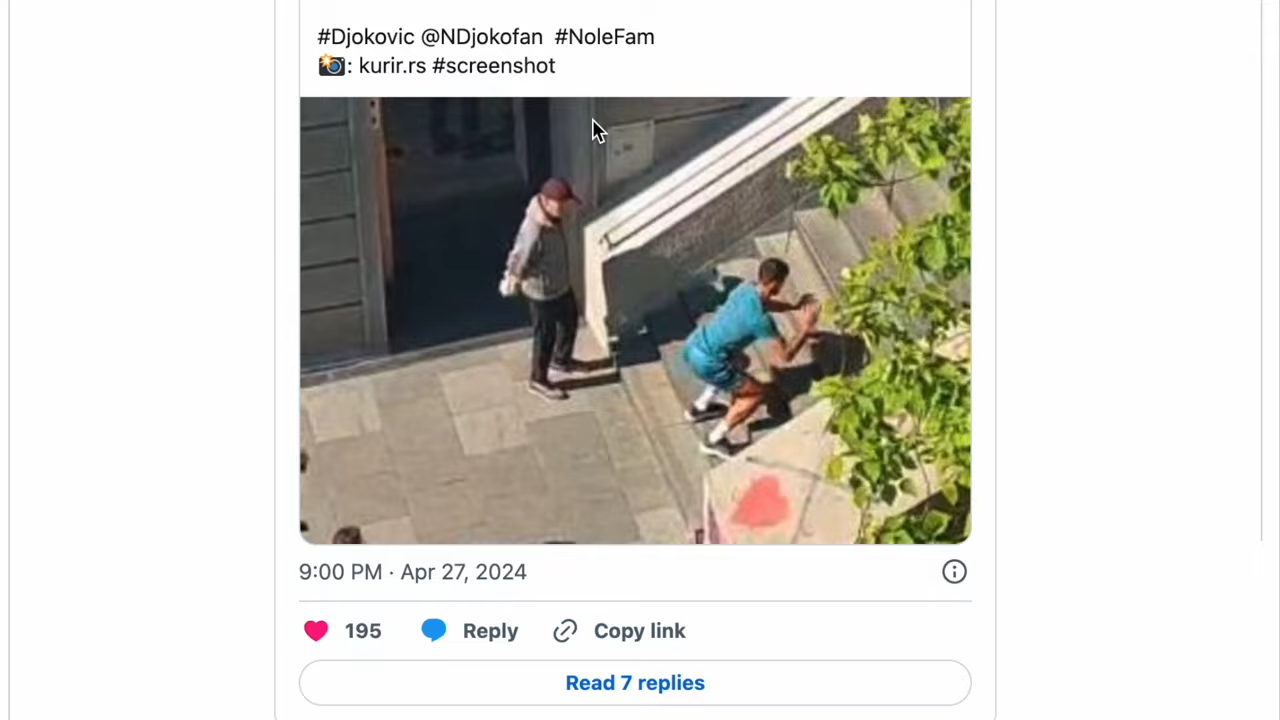 #Djokovic @NDjokofan #NoleFam
📸: kurir.rs #screenshot
9:00 PM · Apr 27, 2024
195 Reply Copy link
Read 7 replies